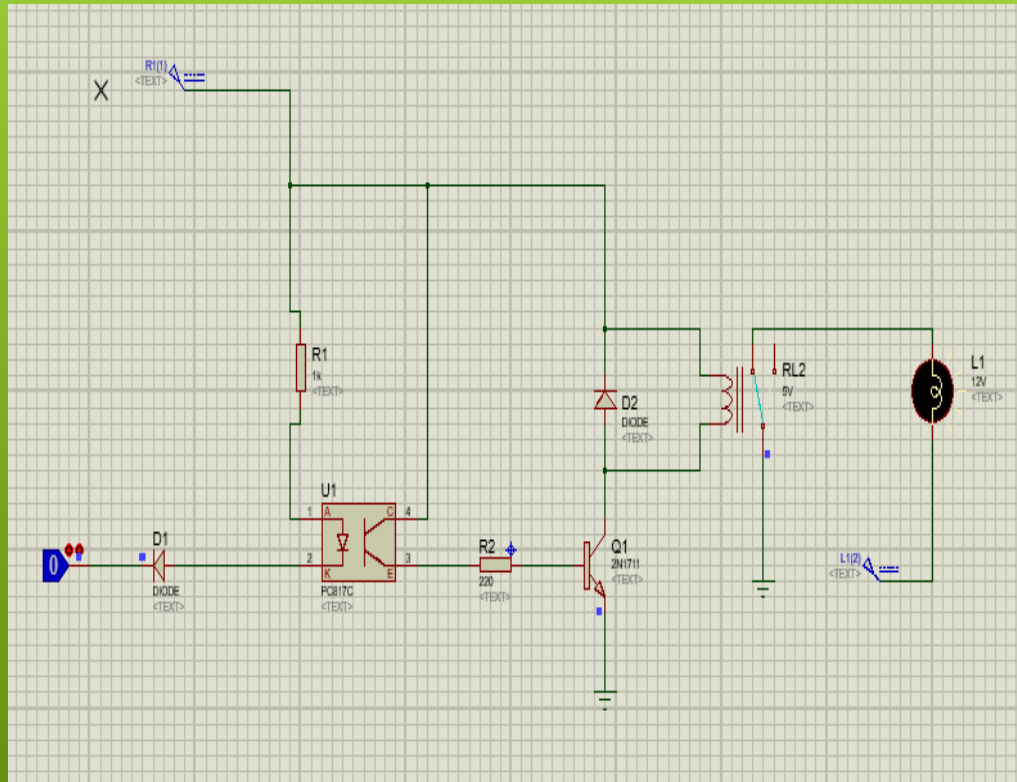 R1(1)
<TEXT>
R1
1k
<TEXT>
D2
DIODE
<TEXT>
RL2
5V
<TEXT>
L1
12V
<TEXT>
U1
1 A C 4
2 K E 3
PC817C
<TEXT>
0
D1
DIODE
<TEXT>
R2
220
<TEXT>
Q1
2N1711
<TEXT>
L1(2)
<TEXT>